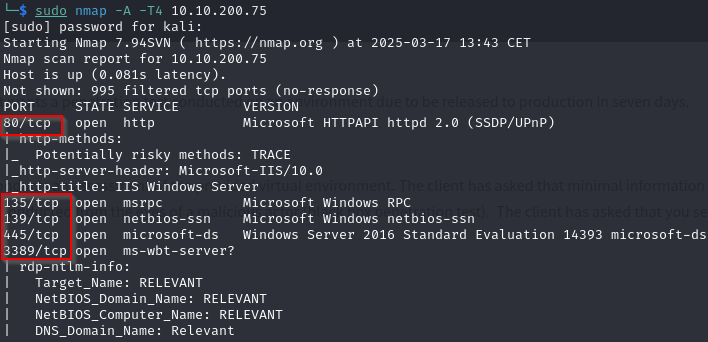 └─$ sudo nmap -A -T4 10.10.200.75
[sudo] password for kali:
Starting Nmap 7.94SVN ( https://nmap.org ) at 2025-03-17 13:43 CET
Nmap scan report for 10.10.200.75
Host is up (0.081s latency).
Not shown: 995 filtered tcp ports (no-response)
PORT     STATE SERVICE       VERSION
80/tcp   open  http          Microsoft HTTPAPI httpd 2.0 (SSDP/UPnP)
| http-methods:
|_  Potentially risky methods: TRACE
|_http-server-header: Microsoft-IIS/10.0
|_http-title: IIS Windows Server
135/tcp  open  msrpc         Microsoft Windows RPC
139/tcp  open  netbios-ssn   Microsoft Windows netbios-ssn
445/tcp  open  microsoft-ds  Windows Server 2016 Standard Evaluation 14393 microsoft-ds
3389/tcp open  ms-wbt-server?
| rdp-ntlm-info:
|   Target_Name: RELEVANT
|   NetBIOS_Domain_Name: RELEVANT
|   NetBIOS_Computer_Name: RELEVANT
|   DNS_Domain_Name: Relevant